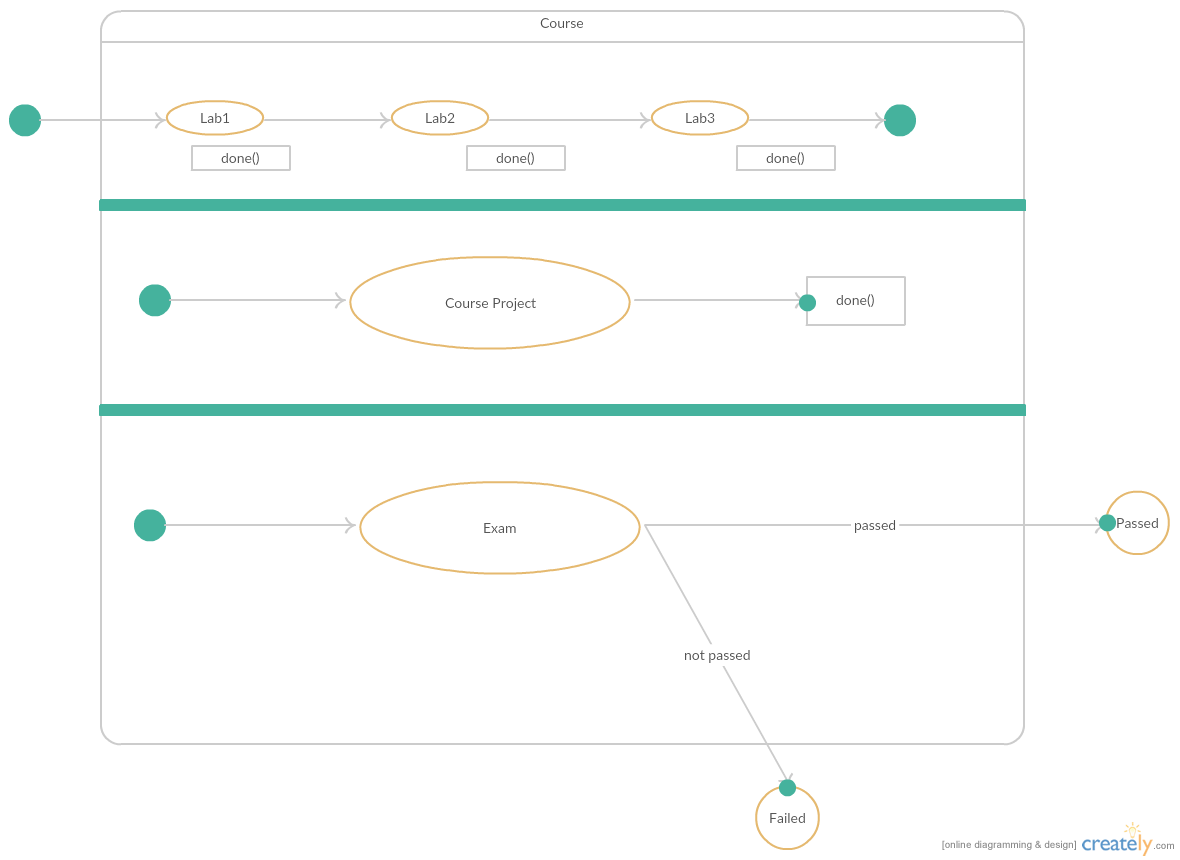 Course
Lab1
Lab2
Lab3
done()
done()
done()
Course Project
done()
Exam
passed
Passed
not passed
Failed
[online diagramming & design] creately.com